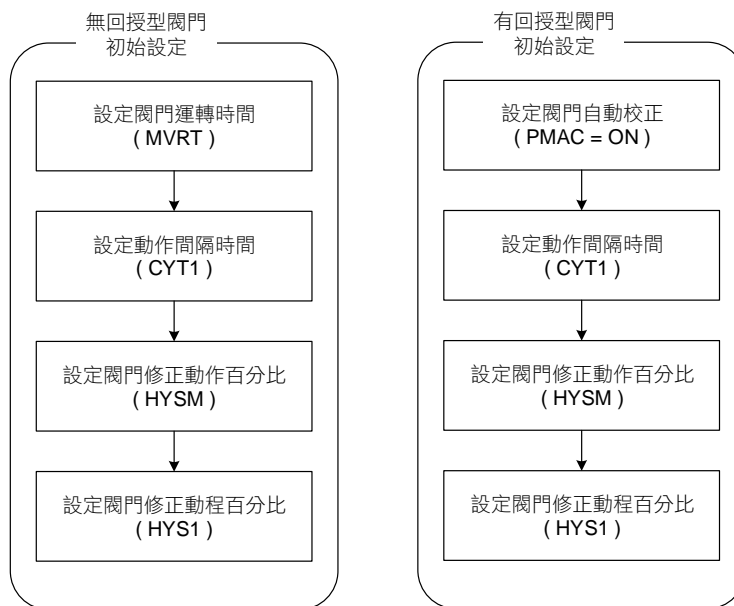 無回授型閥門
初始設定
設定閥門運轉時間
( MVRT )
設定動作間隔時間
( CYT1 )
設定閥門修正動作百分比
( HYSM )
設定閥門修正動程百分比
( HYS1 )
有回授型閥門
初始設定
設定閥門自動校正
( PMAC = ON )
設定動作間隔時間
( CYT1 )
設定閥門修正動作百分比
( HYSM )
設定閥門修正動程百分比
( HYS1 )